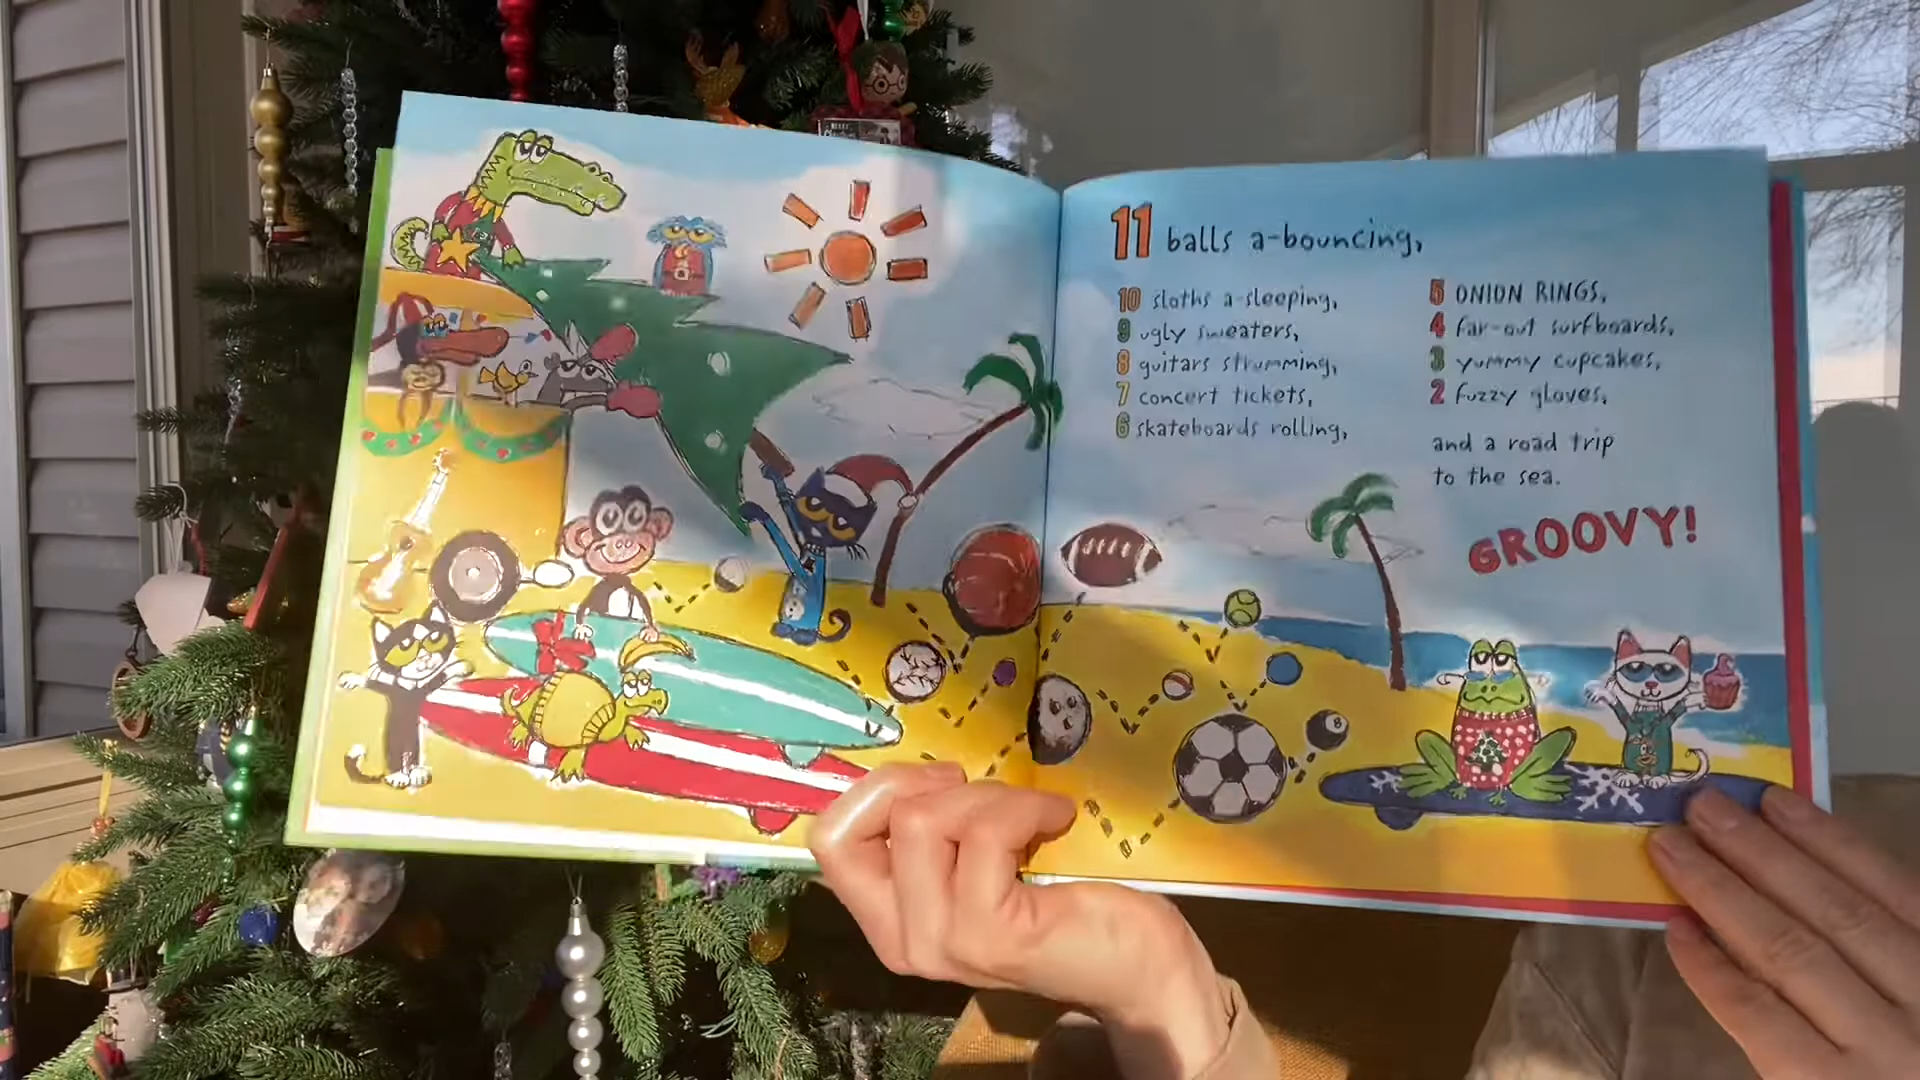 11 balls a-bouncing,
10 sloths a-sleeping,
9 ugly sweaters,
8 guitars strumming,
7 concert tickets,
6 skateboards rolling,
5 ONION RINGS,
4 far-out surfboards,
3 yummy cupcakes,
2 fuzzy gloves,
and a road trip
to the sea.
GROOVY!
8